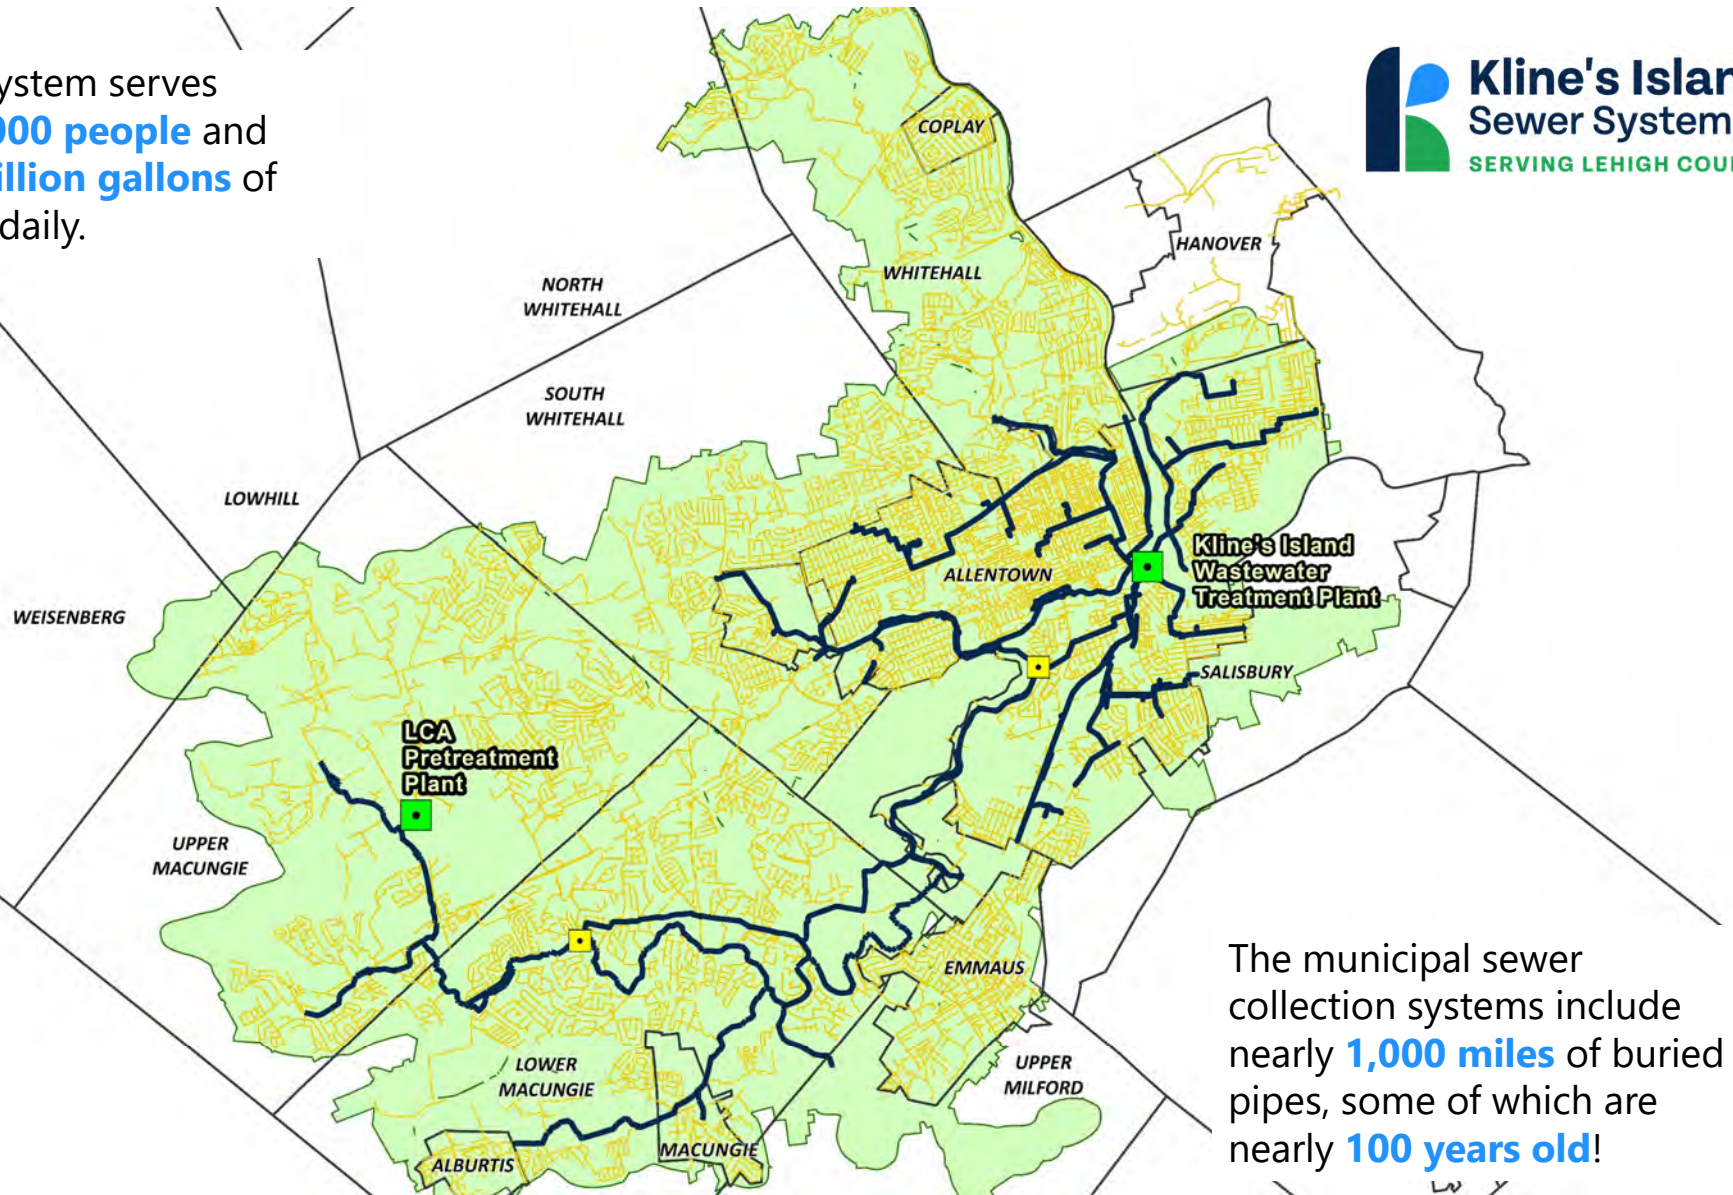 ystem serves
000 people and
illion gallons of
daily.
Kline's Islan
Sewer System
SERVING LEHIGH COU
COPLAY
HANOVER
WHITEHALL
NORTH
WHITEHALL
SOUTH
WHITEHALL
LOWHILL
Kline's Island
Wastewater
Treatment Plant
ALLENTOWN
WEISENBERG
SALISBURY
LCA
Pretreatment
Plant
UPPER
MACUNGIE
EMMAUS
The municipal sewer
collection systems include
nearly 1,000 miles of buried
pipes, some of which are
nearly 100 years old!
LOWER
MACUNGIE
UPPER
MILFORD
MACUNGIE
ALBURTIS